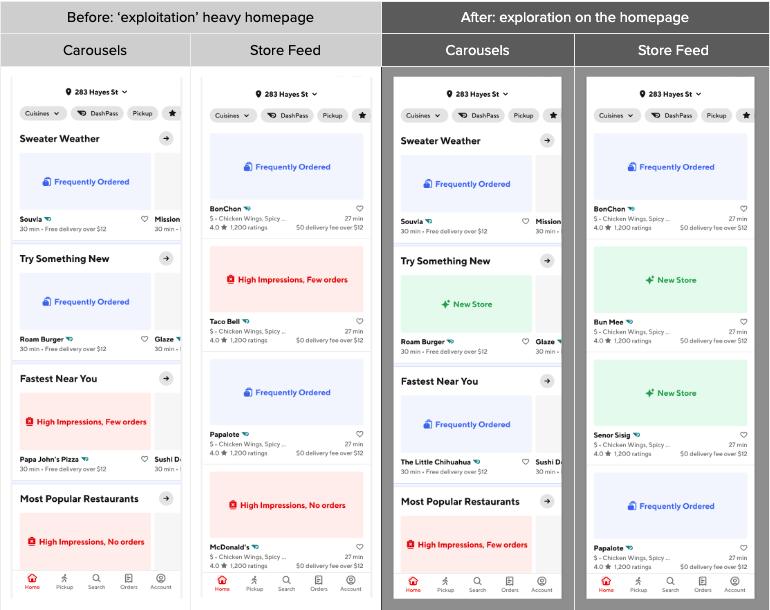 Before: ‘exploitation’ heavy homepage
After: exploration on the homepage
Carousels
Store Feed
Carousels
Store Feed
283 Hayes St
Cuisines
DashPass
Pickup
Sweater Weather
Frequently Ordered
Souvla
Mission
30 min • Free delivery over $12
30 min •
Try Something New
Frequently Ordered
Roam Burger
Glaze
30 min • Free delivery over $12
30 min •
Fastest Near You
High Impressions, Few orders
Papa John's Pizza
Sushi D
30 min • Free delivery over $12
30 min •
Most Popular Restaurants
High Impressions, No orders
Home
Pickup
Search
Orders
Account
283 Hayes St
Cuisines
DashPass
Pickup
Frequently Ordered
BonChon
$ • Chicken Wings, Spicy ...
27 min
4.0 ★ 1,200 ratings
$0 delivery fee over $12
High Impressions, Few orders
Taco Bell
$ • Chicken Wings, Spicy ...
27 min
4.0 ★ 1,200 ratings
$0 delivery fee over $12
Frequently Ordered
Papalote
$ • Chicken Wings, Spicy ...
27 min
4.0 ★ 1,200 ratings
$0 delivery fee over $12
High Impressions, No orders
McDonald's
$ • Chicken Wings, Spicy ...
27 min
4.0 ★ 1,200 ratings
$0 delivery fee over $12
Home
Pickup
Search
Orders
Account
283 Hayes St
Cuisines
DashPass
Pickup
Sweater Weather
Frequently Ordered
Souvla
Mission
30 min • Free delivery over $12
30 min •
Try Something New
New Store
Roam Burger
Glaze
30 min • Free delivery over $12
30 min •
Fastest Near You
Frequently Ordered
The Little Chihuahua
Sushi D
30 min • Free delivery over $12
30 min •
Most Popular Restaurants
High Impressions, Few orders
Home
Pickup
Search
Orders
Account
283 Hayes St
Cuisines
DashPass
Pickup
Frequently Ordered
BonChon
$ • Chicken Wings, Spicy ...
27 min
4.0 ★ 1,200 ratings
$0 delivery fee over $12
New Store
Bun Mee
$ • Chicken Wings, Spicy ...
27 min
4.0 ★ 1,200 ratings
$0 delivery fee over $12
New Store
Senor Sisig
$ • Chicken Wings, Spicy ...
27 min
4.0 ★ 1,200 ratings
$0 delivery fee over $12
Frequently Ordered
Papalote
$ • Chicken Wings, Spicy ...
27 min
4.0 ★ 1,200 ratings
$0 delivery fee over $12
Home
Pickup
Search
Orders
Account